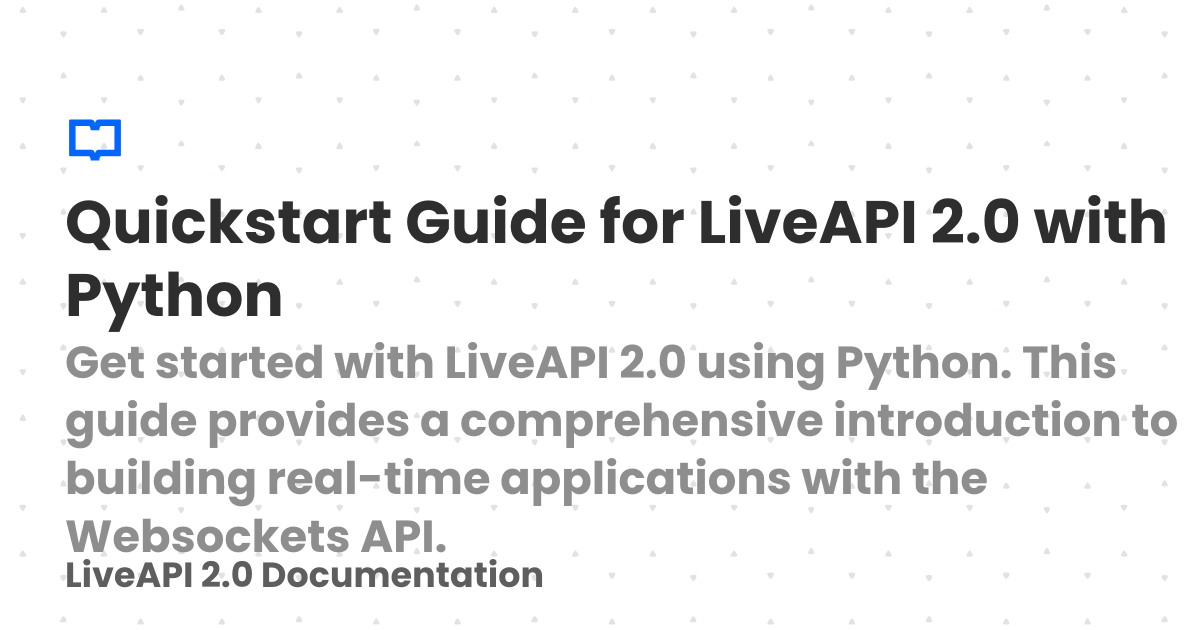 Quickstart Guide for LiveAPI 2.0 with
Python
Get started with LiveAPI 2.0 using Python. This
guide provides a comprehensive introduction to
building real-time applications with the
Websockets API.
LiveAPI 2.0 Documentation